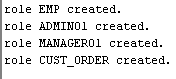 role EMP created.
role ADMIN01 created.
role MANAGER01 created.
role CUST_ORDER created.